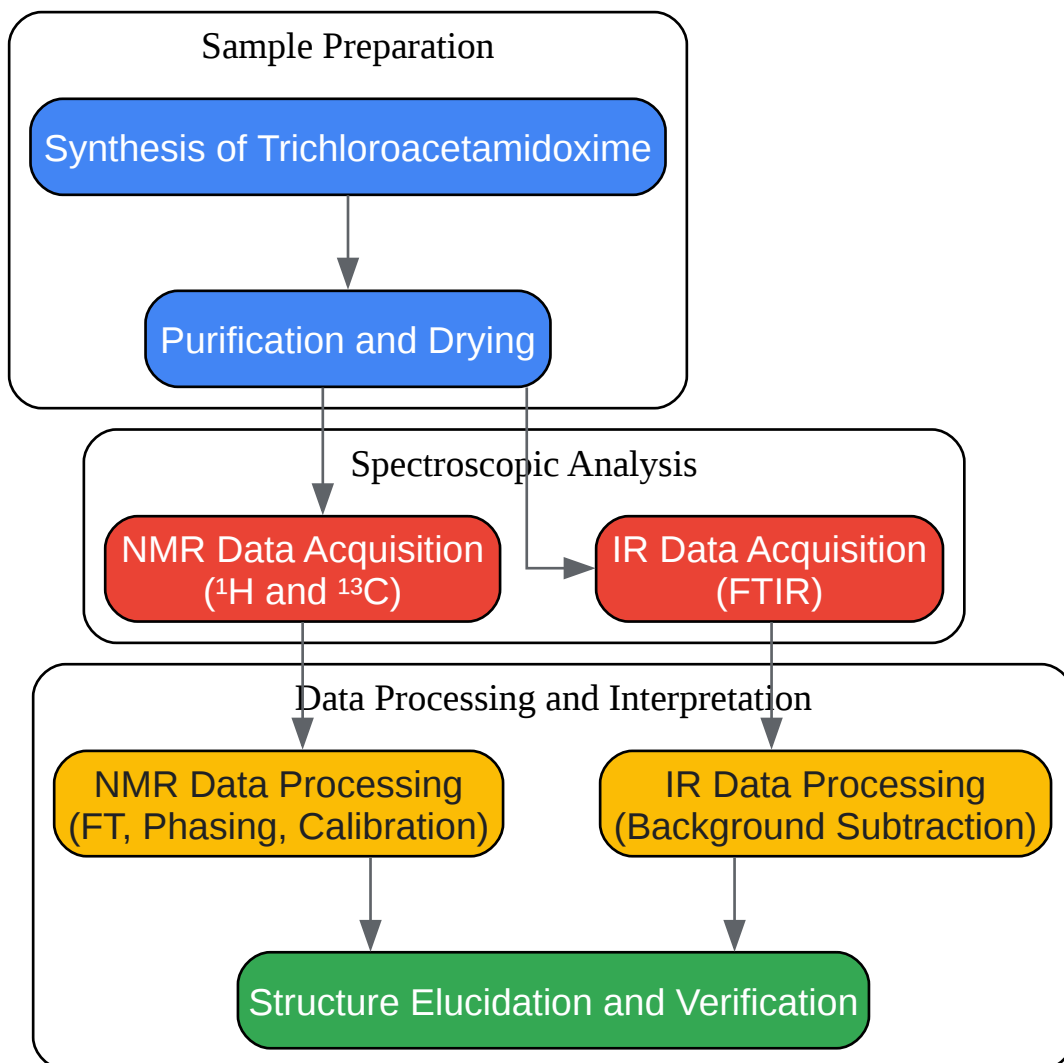 Sample Preparation
Synthesis of Trichloroacetamidoxime
Purification and Drying
Spectroscopic Analysis
NMR Data Acquisition
(¹H and ¹³C)
IR Data Acquisition
(FTIR)
Data Processing and Interpretation
NMR Data Processing
(FT, Phasing, Calibration)
IR Data Processing
(Background Subtraction)
Structure Elucidation and Verification